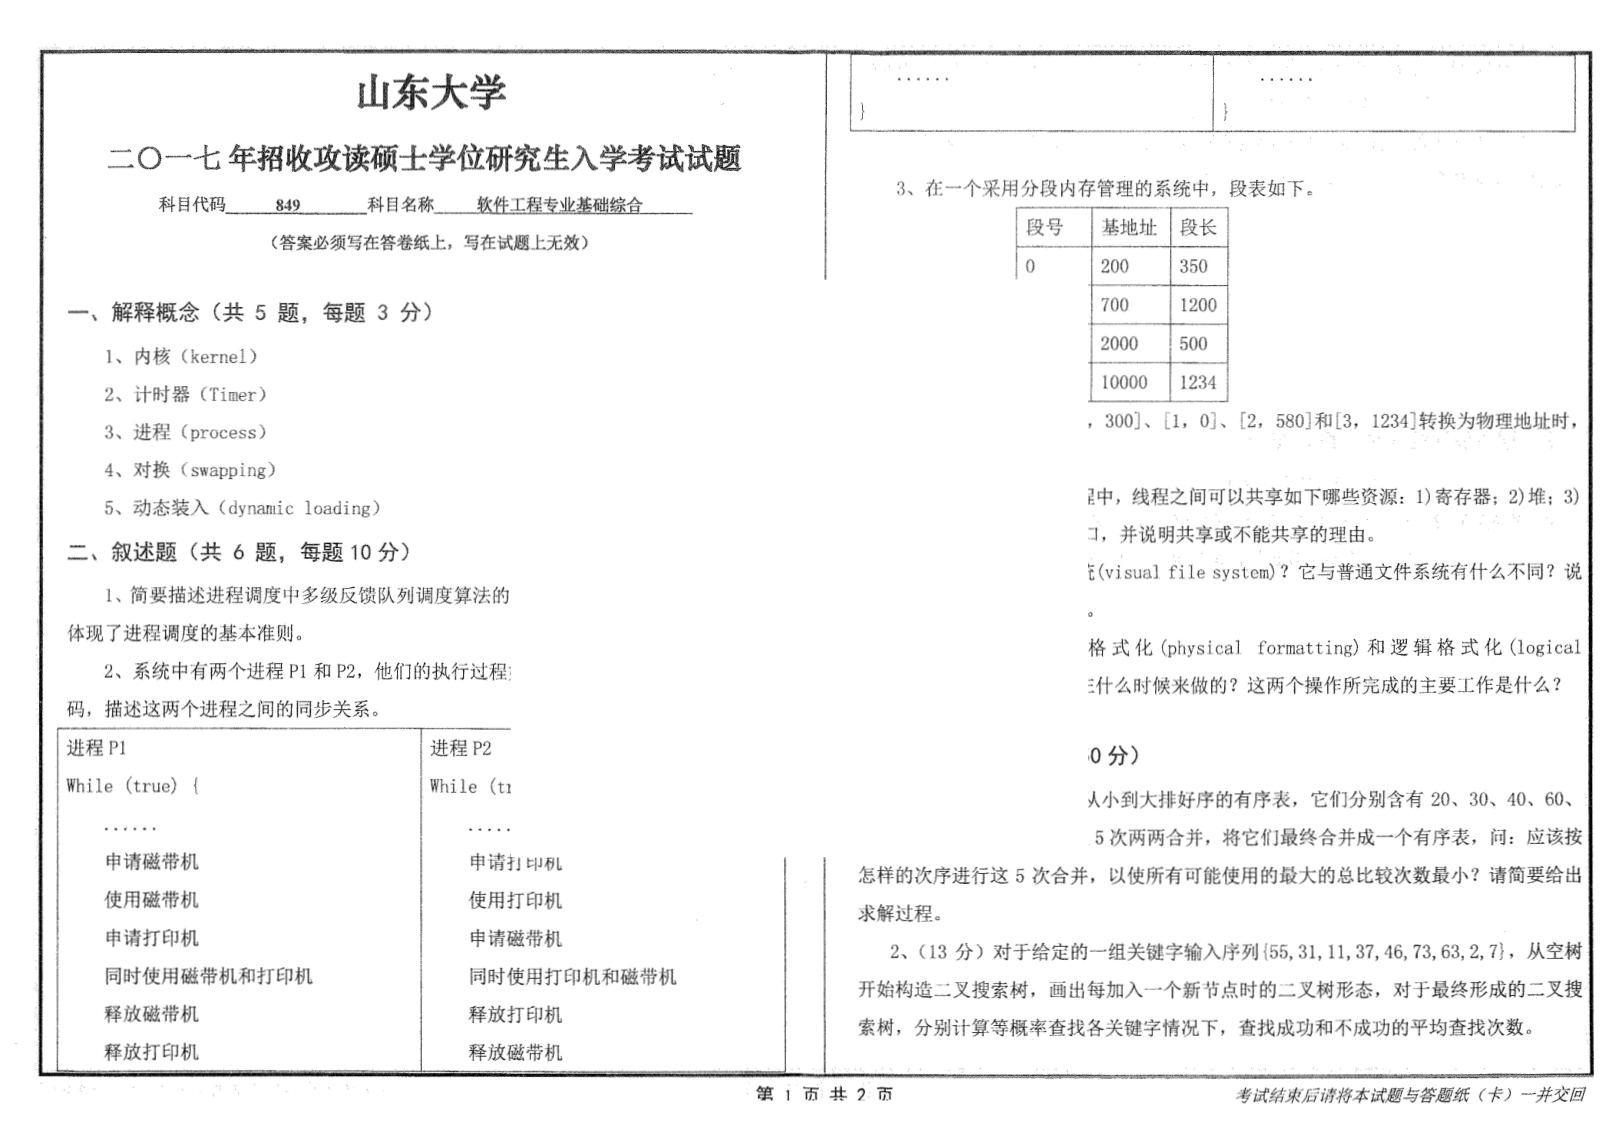 山东大学
二〇一七年招收攻读硕士学位研究生入学考试试题
科目代码 849 科目名称 软件工程专业基础综合
（答案必须写在答卷纸上，写在试题上无效）
一、解释概念（共 5 题，每题 3 分）
1、内核（kernel）
2、计时器（Timer）
3、进程（process）
4、对换（swapping）
5、动态装入（dynamic loading）
二、叙述题（共 6 题，每题 10 分）
1、简要描述进程调度中多级反馈队列调度算法的
体现了进程调度的基本准则。
2、系统中有两个进程 P1 和 P2，他们的执行过程
码，描述这两个进程之间的同步关系。
进程 P1
While (true) {
......
申请磁带机
使用磁带机
申请打印机
同时使用磁带机和打印机
释放磁带机
释放打印机
进程 P2
While (tr
.....
申请打印机
使用打印机
申请磁带机
同时使用打印机和磁带机
释放打印机
释放磁带机
...... ......
} }
3、在一个采用分段内存管理的系统中，段表如下。
段号 基地址 段长
0 200 350
700 1200
2000 500
10000 1234
，300]、[1，0]、[2，580]和[3，1234]转换为物理地址时，
中，线程之间可以共享如下哪些资源：1)寄存器；2)堆；3)
，并说明共享或不能共享的理由。
(visual file system)？它与普通文件系统有什么不同？说
。
格式化(physical formatting)和逻辑格式化(logical
什么时候来做的？这两个操作所完成的主要工作是什么？
0 分）
从小到大排好序的有序表，它们分别含有 20、30、40、60、
5 次两两合并，将它们最终合并成一个有序表，问：应该按
怎样的次序进行这 5 次合并，以使所有可能使用的最大的总比较次数最小？请简要给出
求解过程。
2、（13 分）对于给定的一组关键字输入序列{55,31,11,37,46,73,63,2,7}，从空树
开始构造二叉搜索树，画出每加入一个新节点时的二叉树形态，对于最终形成的二叉搜
索树，分别计算等概率查找各关键字情况下，查找成功和不成功的平均查找次数。
第 1 页 共 2 页
考试结束后请将本试题与答题纸（卡）一并交回